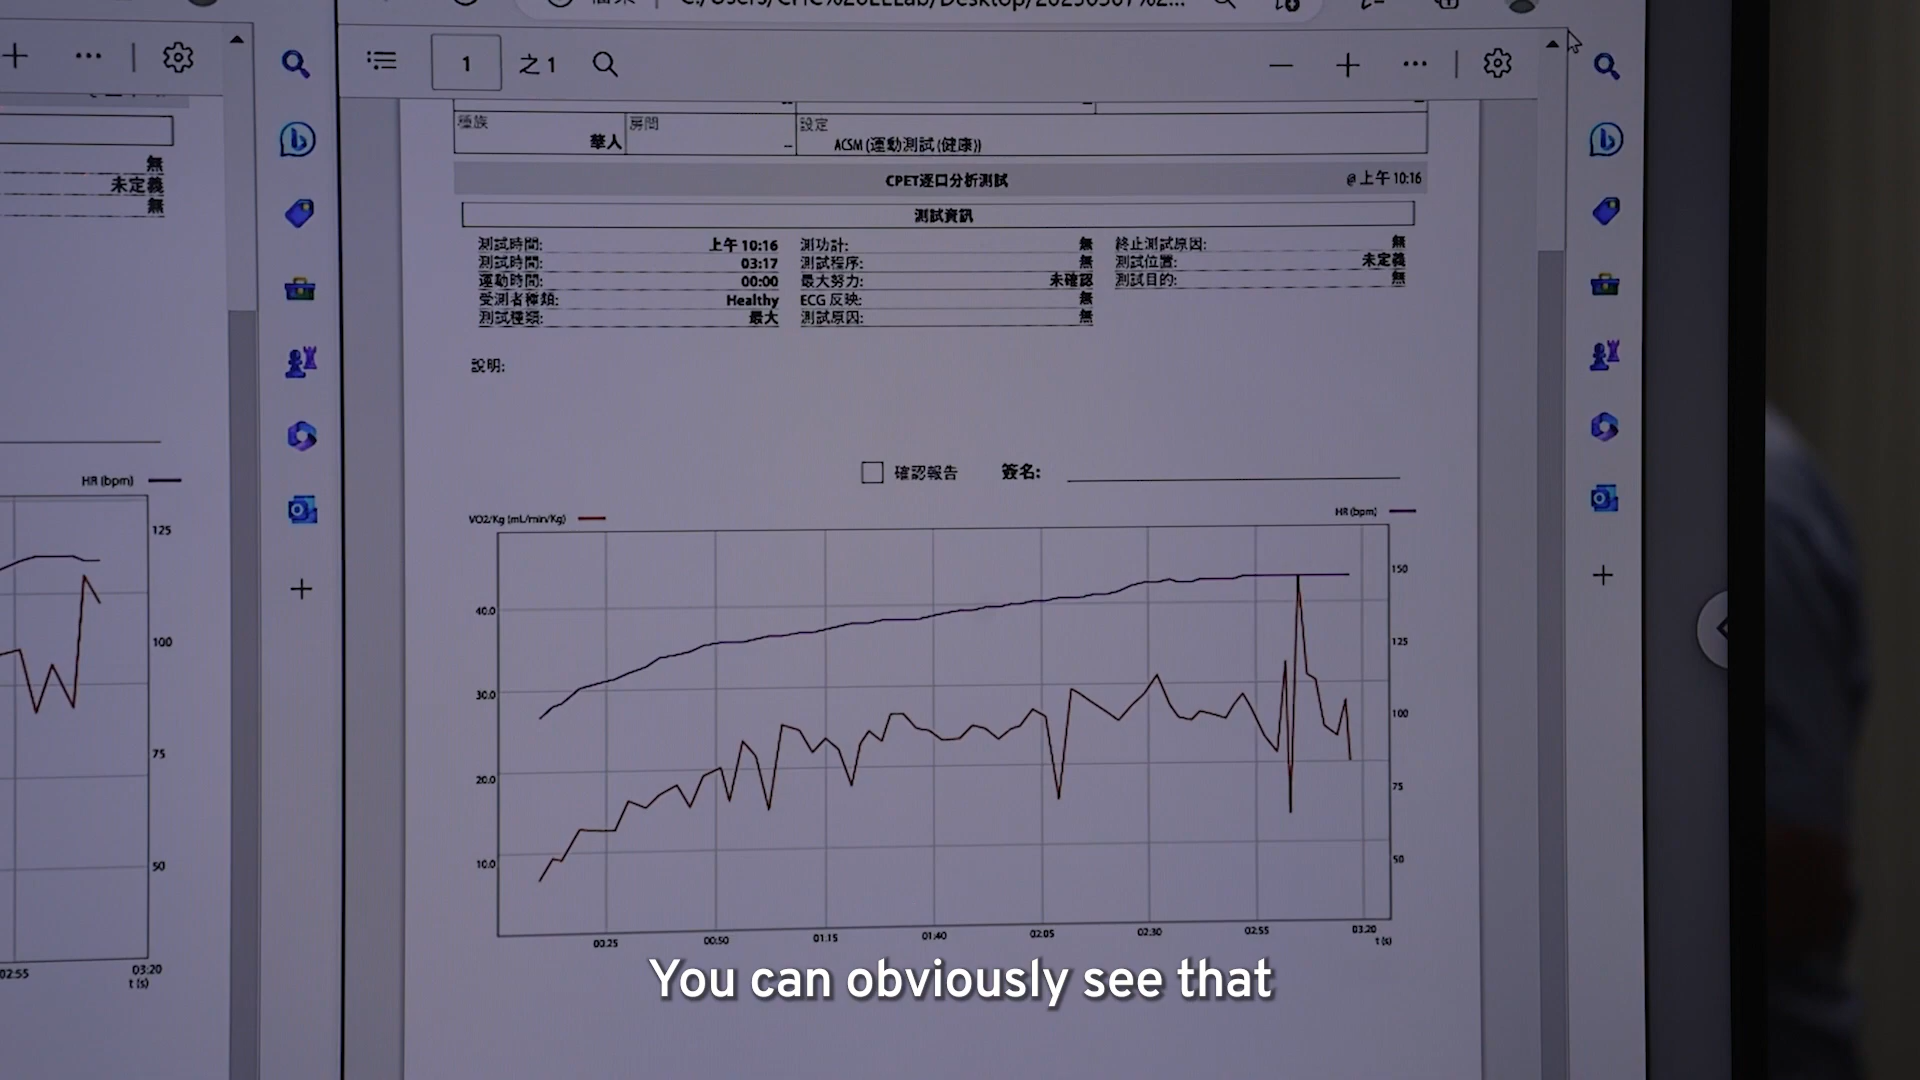 1 之 1
種族 房間 設定
華人 -- ACSM (運動測試 (健康))
CPET逐口分析測試 @ 上午 10:16
測試資訊
測試時間: 上午 10:16 測功計: 無 終止測試原因: 無
測試時間: 03:17 測試程序: 無 測試位置: 未定義
運動時間: 00:00 最大努力: 未確認 測試目的: 無
受測者種類: Healthy ECG 反映: 無
測試種類: 最大 測試原因: 無
說明:
確認報告 簽名:
VO2/Kg (mL/min/Kg) HR (bpm)
40.0
30.0
20.0
10.0
150
125
100
75
50
00:25 00:50 01:15 01:40 02:05 02:30 02:55 03:20
t (s)
無
未定義
無
HR (bpm)
125
100
75
50
02:55 03:20
t (s)
You can obviously see that